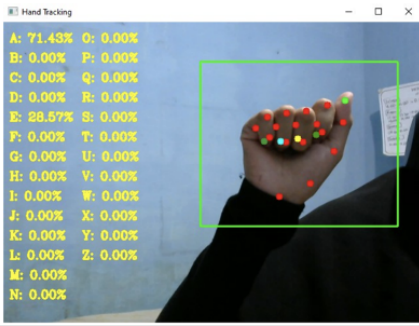 Hand Tracking
A: 71.43% O: 0.00%
B: 0.00% P: 0.00%
C: 0.00% Q: 0.00%
D: 0.00% R: 0.00%
E: 28.57% S: 0.00%
F: 0.00% T: 0.00%
G: 0.00% U: 0.00%
H: 0.00% V: 0.00%
I: 0.00% W: 0.00%
J: 0.00% X: 0.00%
K: 0.00% Y: 0.00%
L: 0.00% Z: 0.00%
M: 0.00%
N: 0.00%